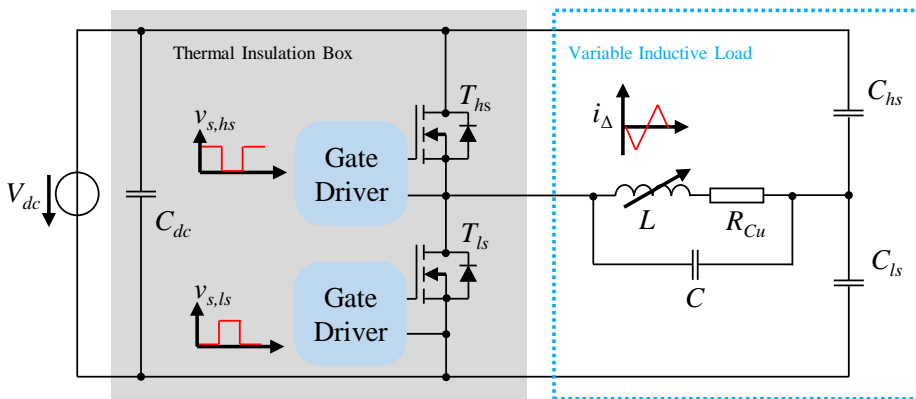 Thermal Insulation Box
Variable Inductive Load
T_hs
C_hs
v_s,hs
i_Δ
Gate
Driver
V_dc
C_dc
L
R_Cu
T_ls
C_ls
v_s,ls
C
Gate
Driver